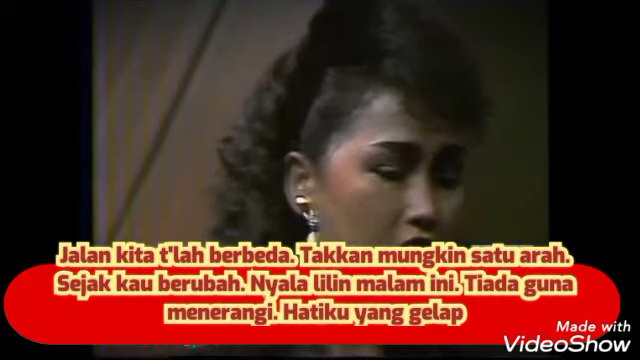 Jalan kita t'lah berbeda. Takkan mungkin satu arah.
Sejak kau berubah. Nyala lilin malam ini. Tiada guna
menerangi. Hatiku yang gelap
Made with
VideoShow